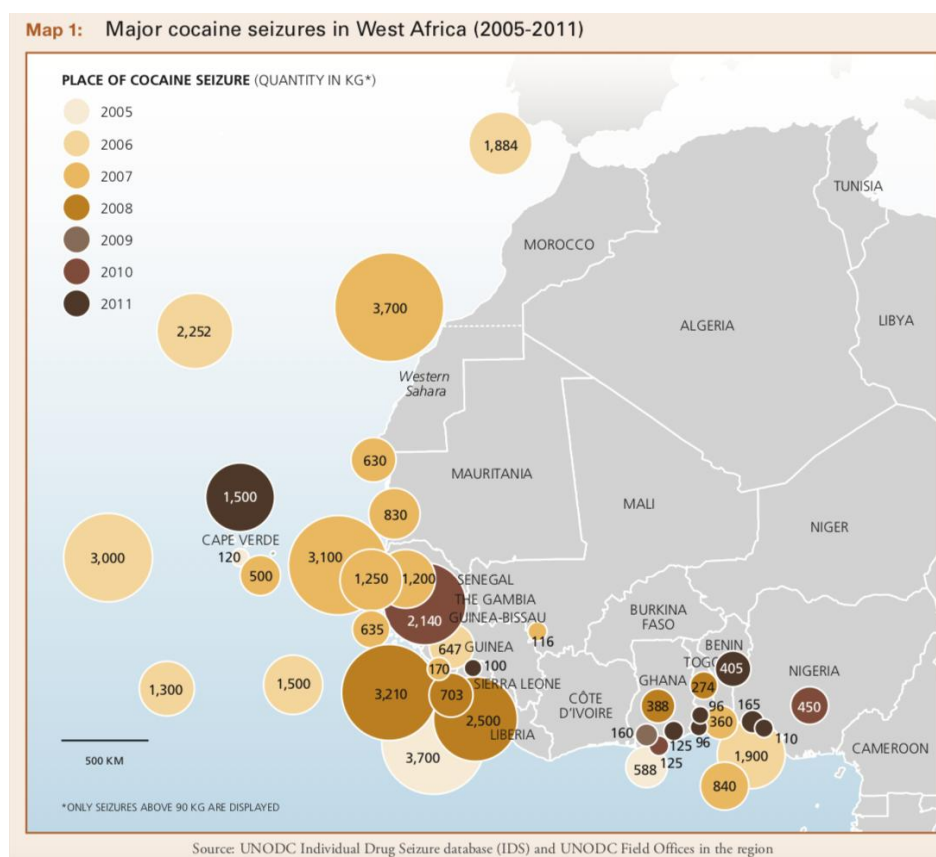 Map 1: Major cocaine seizures in West Africa (2005-2011)
PLACE OF COCAINE SEIZURE (QUANTITY IN KG*)
2005
2006
2007
2008
2009
2010
2011
1,884
TUNISIA
MOROCCO
3,700
2,252
ALGERIA
LIBYA
Western
Sahara
630
MAURITANIA
1,500
MALI
830
NIGER
CAPE VERDE
120
3,000
500
3,100
1,250
1,200
SENEGAL
THE GAMBIA
GUINEA-BISSAU
2,140
BURKINA
FASO
635
116
647
GUINEA
BENIN
TOGO
405
NIGERIA
170
100
SIERRA LEONE
GHANA
274
1,300
1,500
3,210
703
CÔTE
D'IVOIRE
388
96
165
450
2,500
LIBERIA
360
160
125
96
110
CAMEROON
3,700
125
588
1,900
840
500 KM
*ONLY SEIZURES ABOVE 90 KG ARE DISPLAYED
Source: UNODC Individual Drug Seizure database (IDS) and UNODC Field Offices in the region